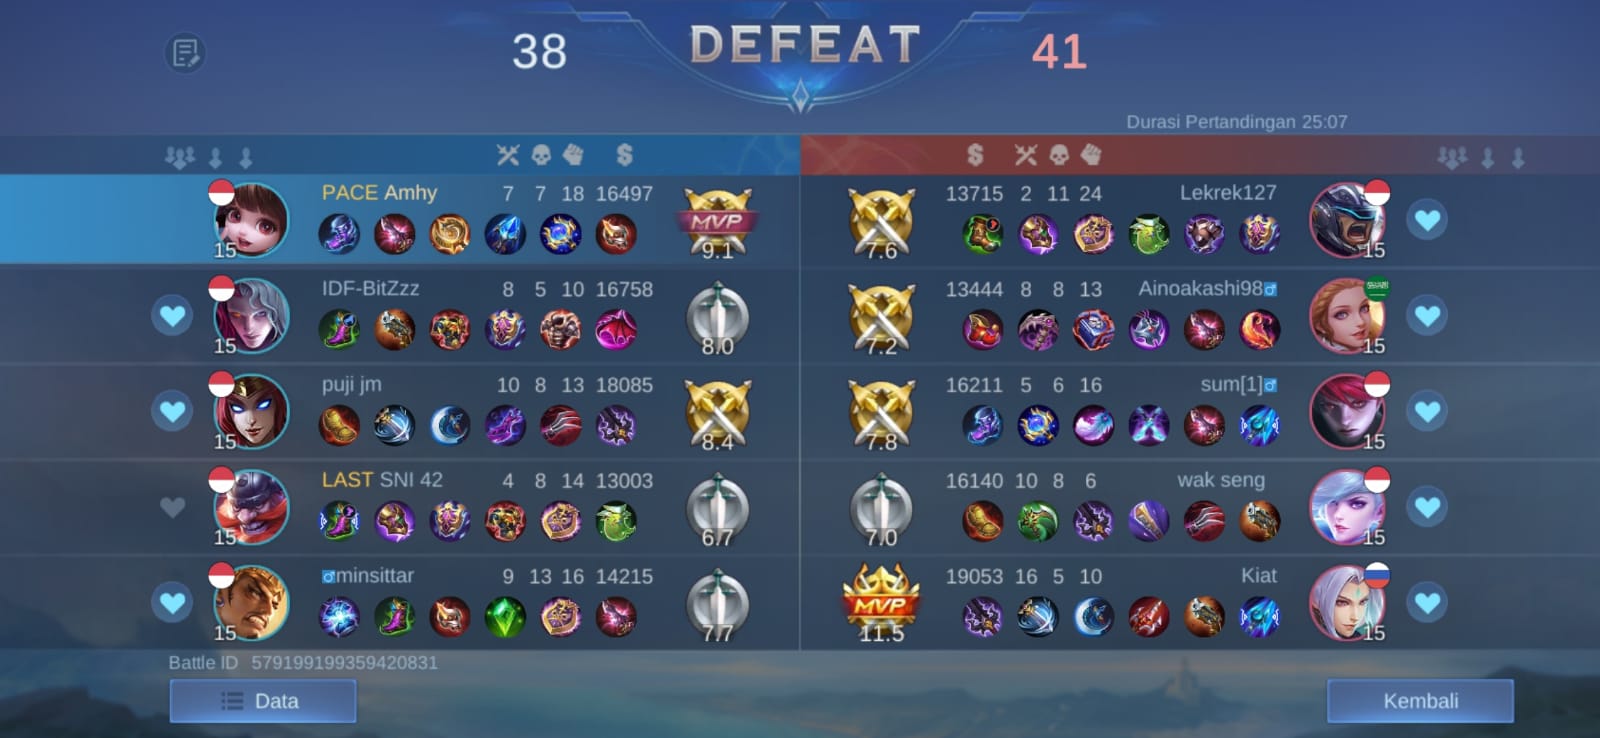 38 DEFEAT 41
Durasi Pertandingan 25:07
PACE Amhy 7 7 18 16497 MVP 9.1 15
7.6 13715 2 11 24 Lekrek127 15
IDF-BitZzz 8 5 10 16758 8.0 15
7.2 13444 8 8 13 Ainoakashi98♂ 15
puji jm 10 8 13 18085 8.4 15
7.8 16211 5 6 16 sum[1]♂ 15
LAST SNI 42 4 8 14 13003 6.7 15
7.0 16140 10 8 6 wak seng 15
♂minsittar 9 13 16 14215 7.7 15
MVP 11.5 19053 16 5 10 Kiat 15
Battle ID 579199199359420831
Data
Kembali